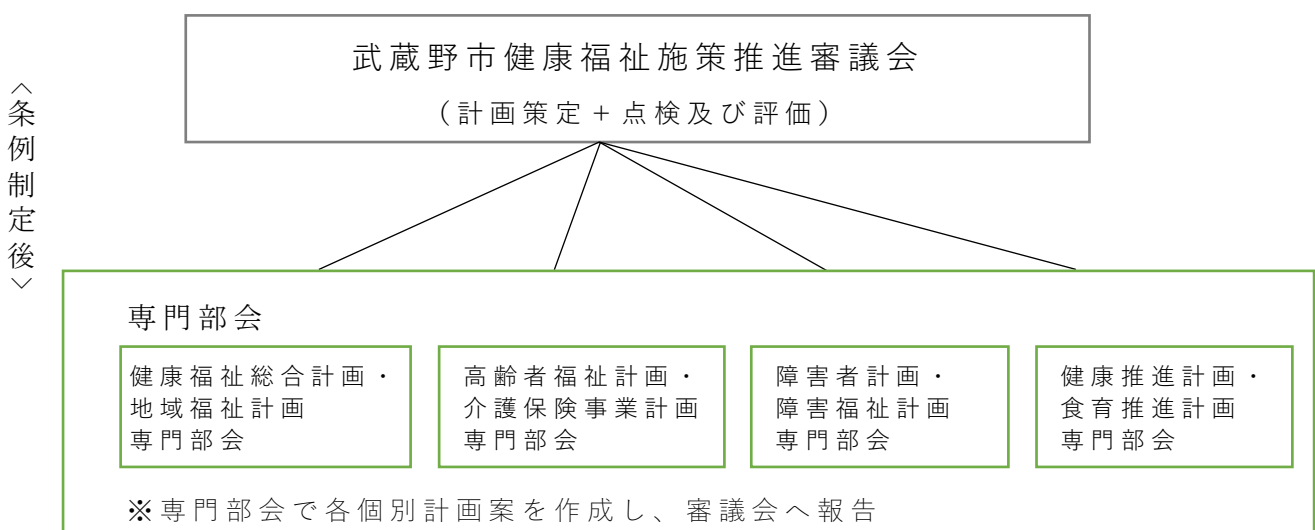 〈条例制定後〉
武蔵野市健康福祉施策推進審議会
（計画策定+点検及び評価）
専門部会
健康福祉総合計画・
地域福祉計画
専門部会
高齢者福祉計画・
介護保険事業計画
専門部会
障害者計画・
障害福祉計画
専門部会
健康推進計画・
食育推進計画
専門部会
※専門部会で各個別計画案を作成し、審議会へ報告